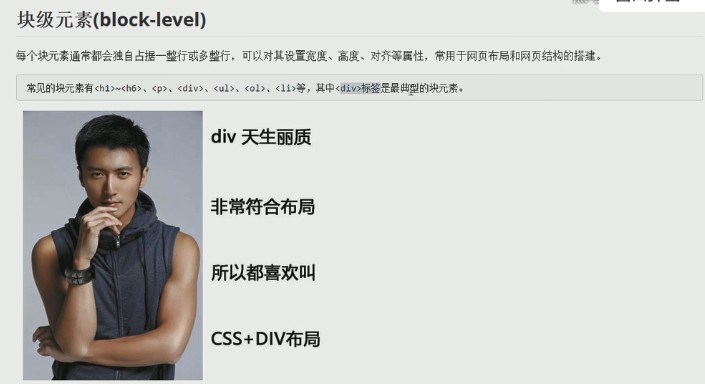 块级元素(block-level)
每个块元素通常都会独自占据一整行或多整行，可以对其设置宽度、高度、对齐等属性，常用于网页布局和网页结构的搭建。
常见的块元素有<h1>~<h6>、<p>、<div>、<ul>、<ol>、<li>等，其中<div>标签是最典型的块元素。
div 天生丽质
非常符合布局
所以都喜欢叫
CSS+DIV布局